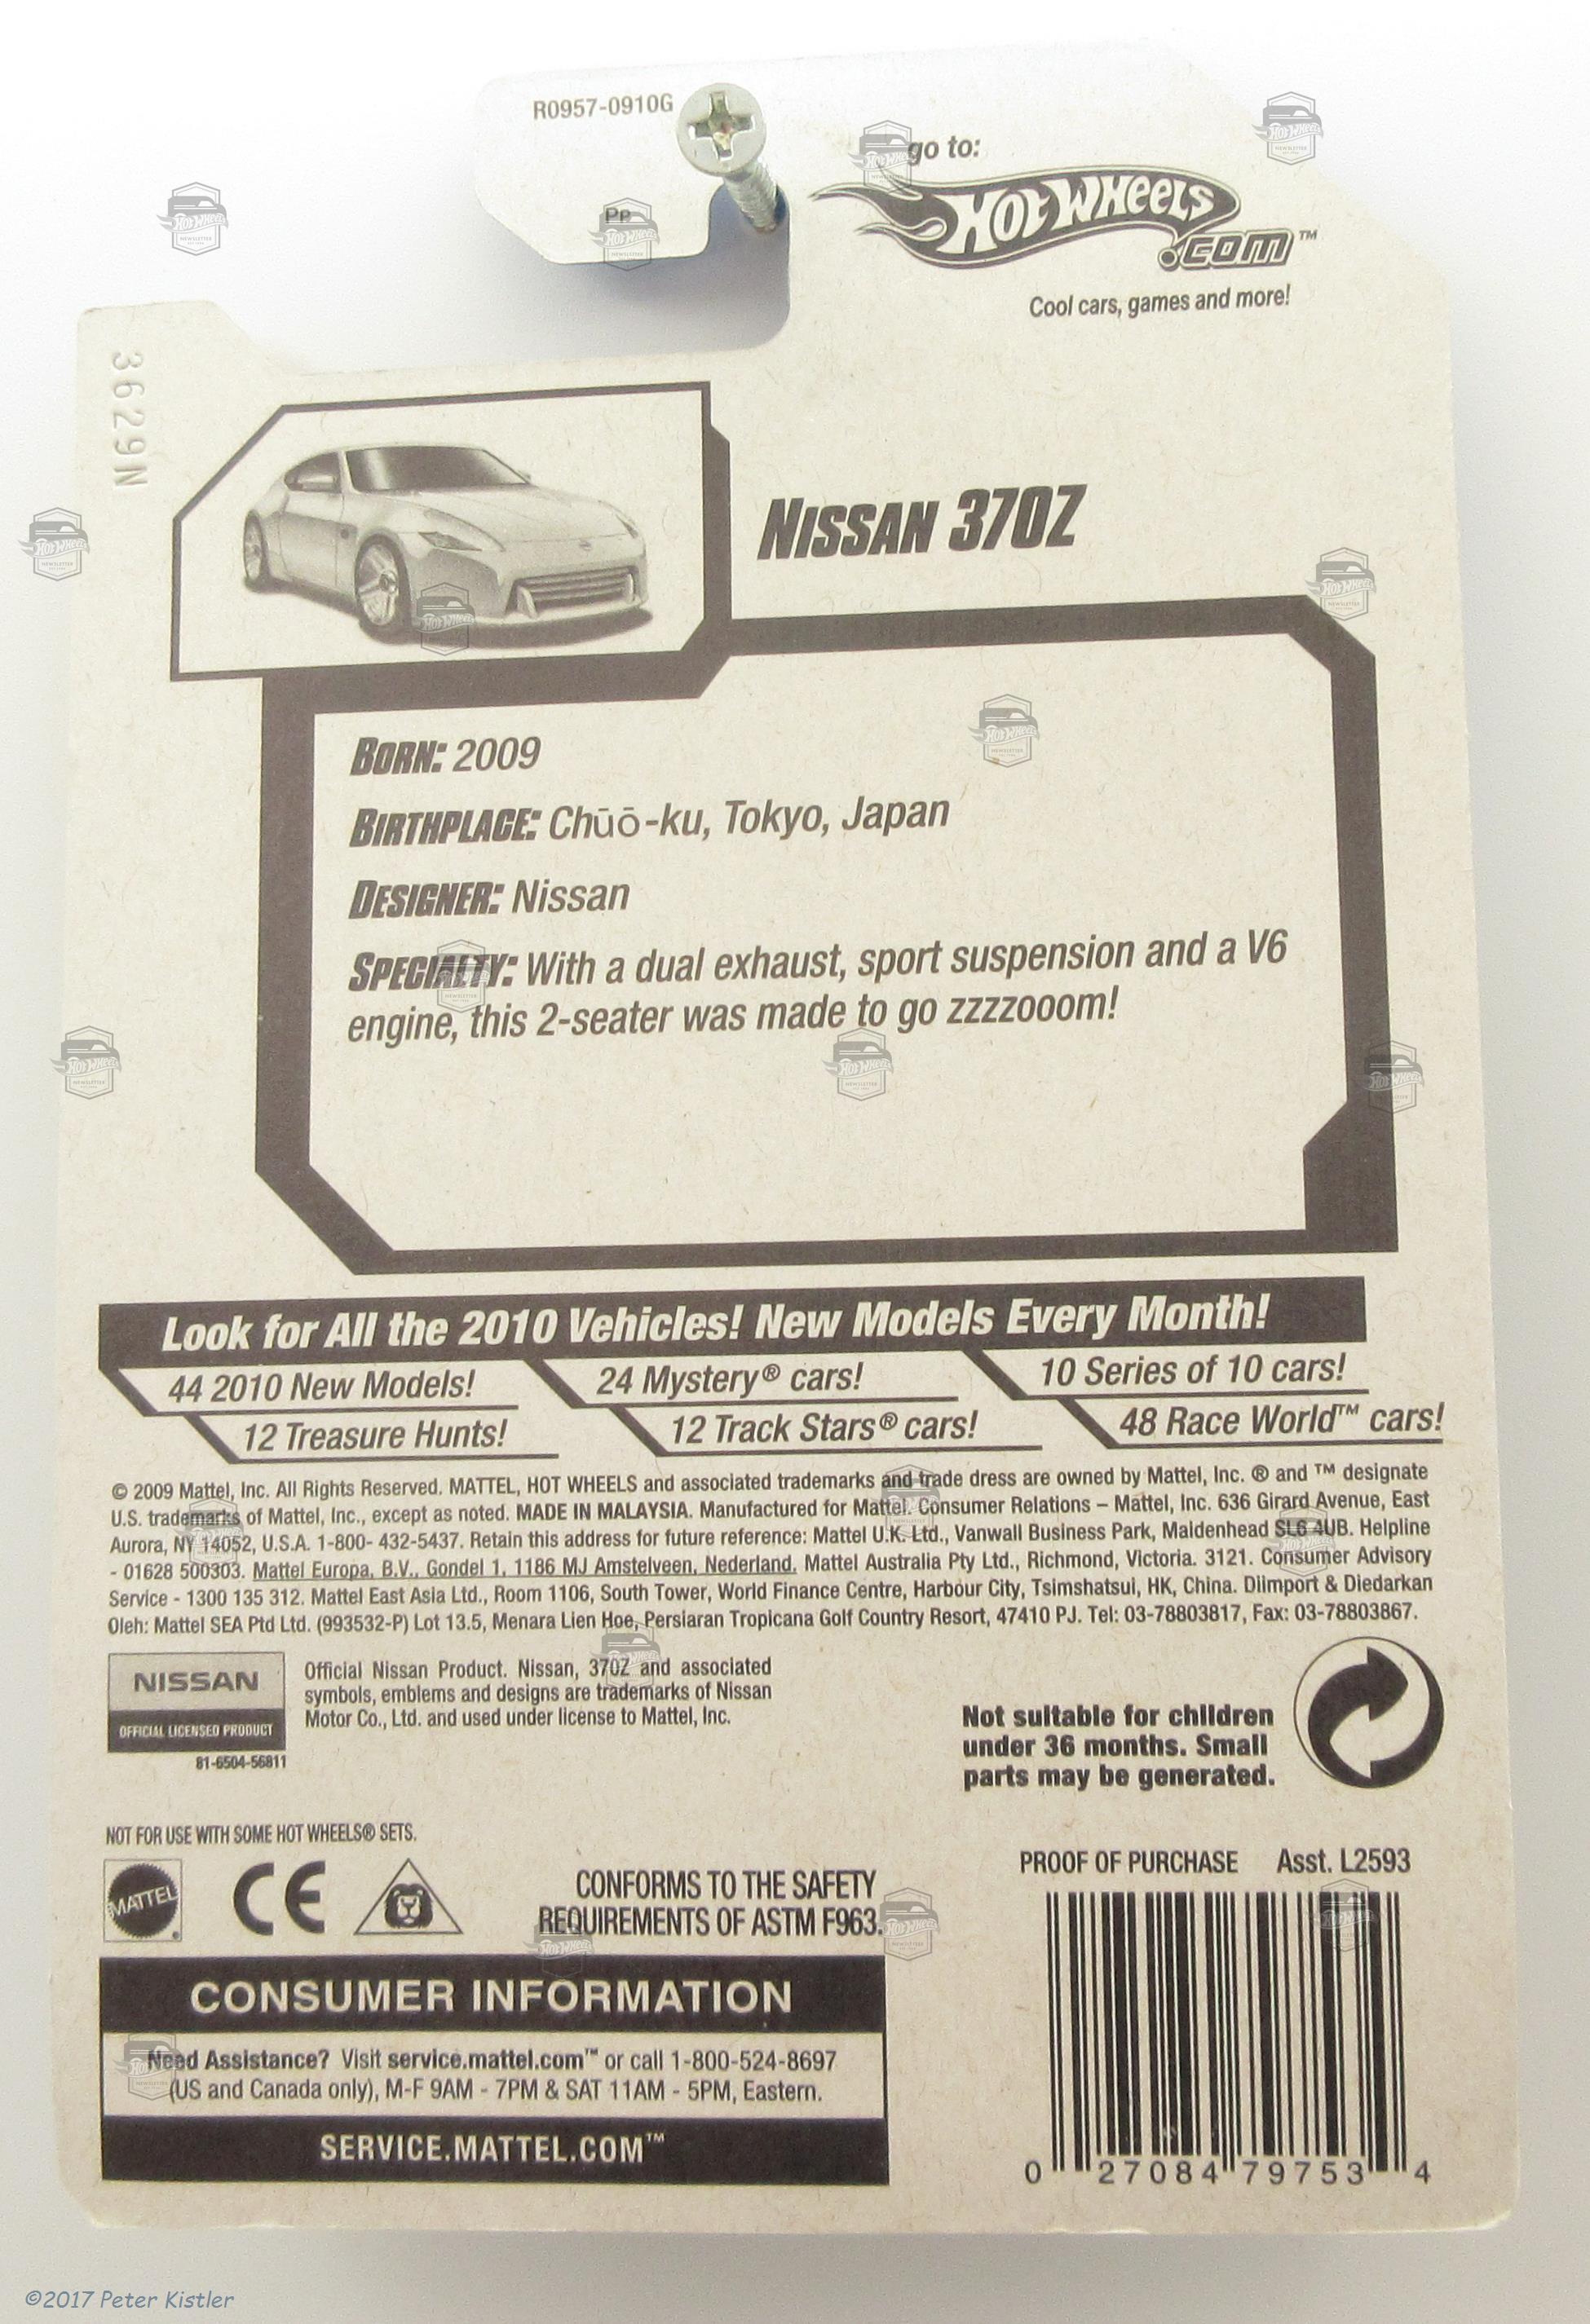 R0957-0910G
go to:
Hot Wheels
.com™
Cool cars, games and more!
3629N
NISSAN 370Z
BORN: 2009
BIRTHPLACE: Chūō-ku, Tokyo, Japan
DESIGNER: Nissan
SPECIALTY: With a dual exhaust, sport suspension and a V6
engine, this 2-seater was made to go zzzzooom!
Look for All the 2010 Vehicles! New Models Every Month!
44 2010 New Models! 24 Mystery® cars! 10 Series of 10 cars!
12 Treasure Hunts! 12 Track Stars® cars! 48 Race World™ cars!
© 2009 Mattel, Inc. All Rights Reserved. MATTEL, HOT WHEELS and associated trademarks and trade dress are owned by Mattel, Inc. ® and ™ designate
U.S. trademarks of Mattel, Inc., except as noted. MADE IN MALAYSIA. Manufactured for Mattel. Consumer Relations – Mattel, Inc. 636 Girard Avenue, East
Aurora, NY 14052, U.S.A. 1-800- 432-5437. Retain this address for future reference: Mattel U.K. Ltd., Vanwall Business Park, Maidenhead SL6 4UB. Helpline
- 01628 500303. Mattel Europa, B.V., Gondel 1, 1186 MJ Amstelveen, Nederland. Mattel Australia Pty Ltd., Richmond, Victoria. 3121. Consumer Advisory
Service - 1300 135 312. Mattel East Asia Ltd., Room 1106, South Tower, World Finance Centre, Harbour City, Tsimshatsui, HK, China. Diimport & Diedarkan
Oleh: Mattel SEA Ptd Ltd. (993532-P) Lot 13.5, Menara Lien Hoe, Persiaran Tropicana Golf Country Resort, 47410 PJ. Tel: 03-78803817, Fax: 03-78803867.
NISSAN
OFFICIAL LICENSED PRODUCT
81-6504-56811
Official Nissan Product. Nissan, 370Z and associated
symbols, emblems and designs are trademarks of Nissan
Motor Co., Ltd. and used under license to Mattel, Inc.
Not suitable for children
under 36 months. Small
parts may be generated.
NOT FOR USE WITH SOME HOT WHEELS® SETS.
MATTEL
CE
CONFORMS TO THE SAFETY
REQUIREMENTS OF ASTM F963.
PROOF OF PURCHASE Asst. L2593
CONSUMER INFORMATION
Need Assistance? Visit service.mattel.com™ or call 1-800-524-8697
(US and Canada only), M-F 9AM - 7PM & SAT 11AM - 5PM, Eastern.
SERVICE.MATTEL.COM™
0 27084 79753 4
©2017 Peter Kistler